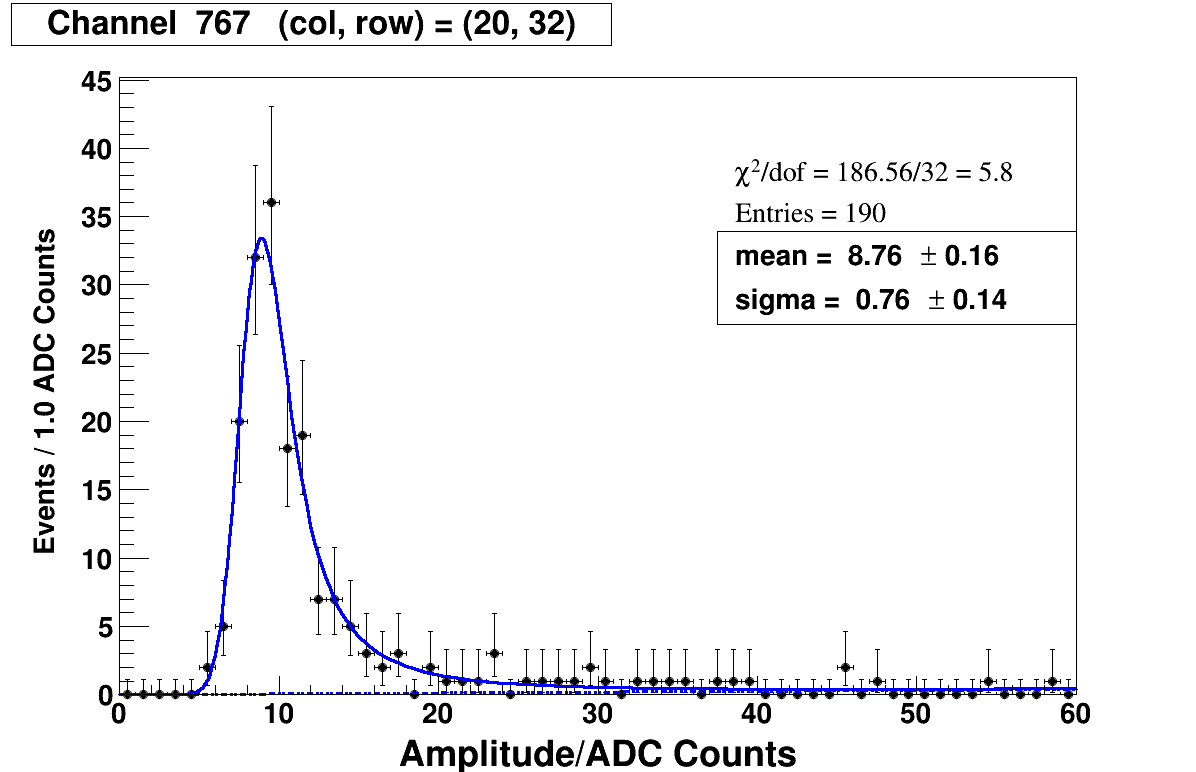 Channel 767 (col, row) = (20, 32)
45
40
35
30
25
20
15
10
5
0
Events / 1.0 ADC Counts
χ²/dof = 186.56/32 = 5.8
Entries = 190
mean = 8.76 ± 0.16
sigma = 0.76 ± 0.14
0 10 20 30 40 50 60
Amplitude/ADC Counts